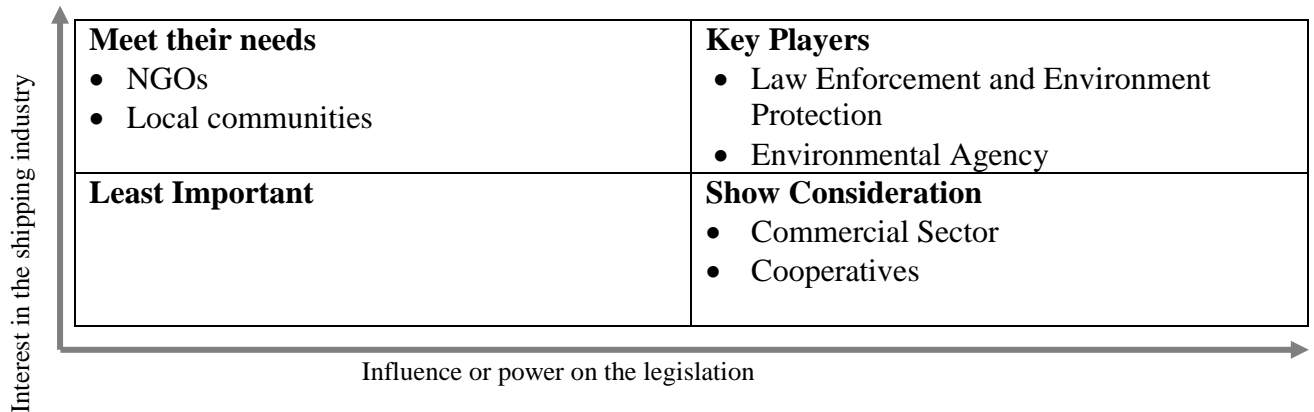 Interest in the shipping industry
Meet their needs
• NGOs
• Local communities
Key Players
• Law Enforcement and Environment
Protection
• Environmental Agency
Least Important
Show Consideration
• Commercial Sector
• Cooperatives
Influence or power on the legislation